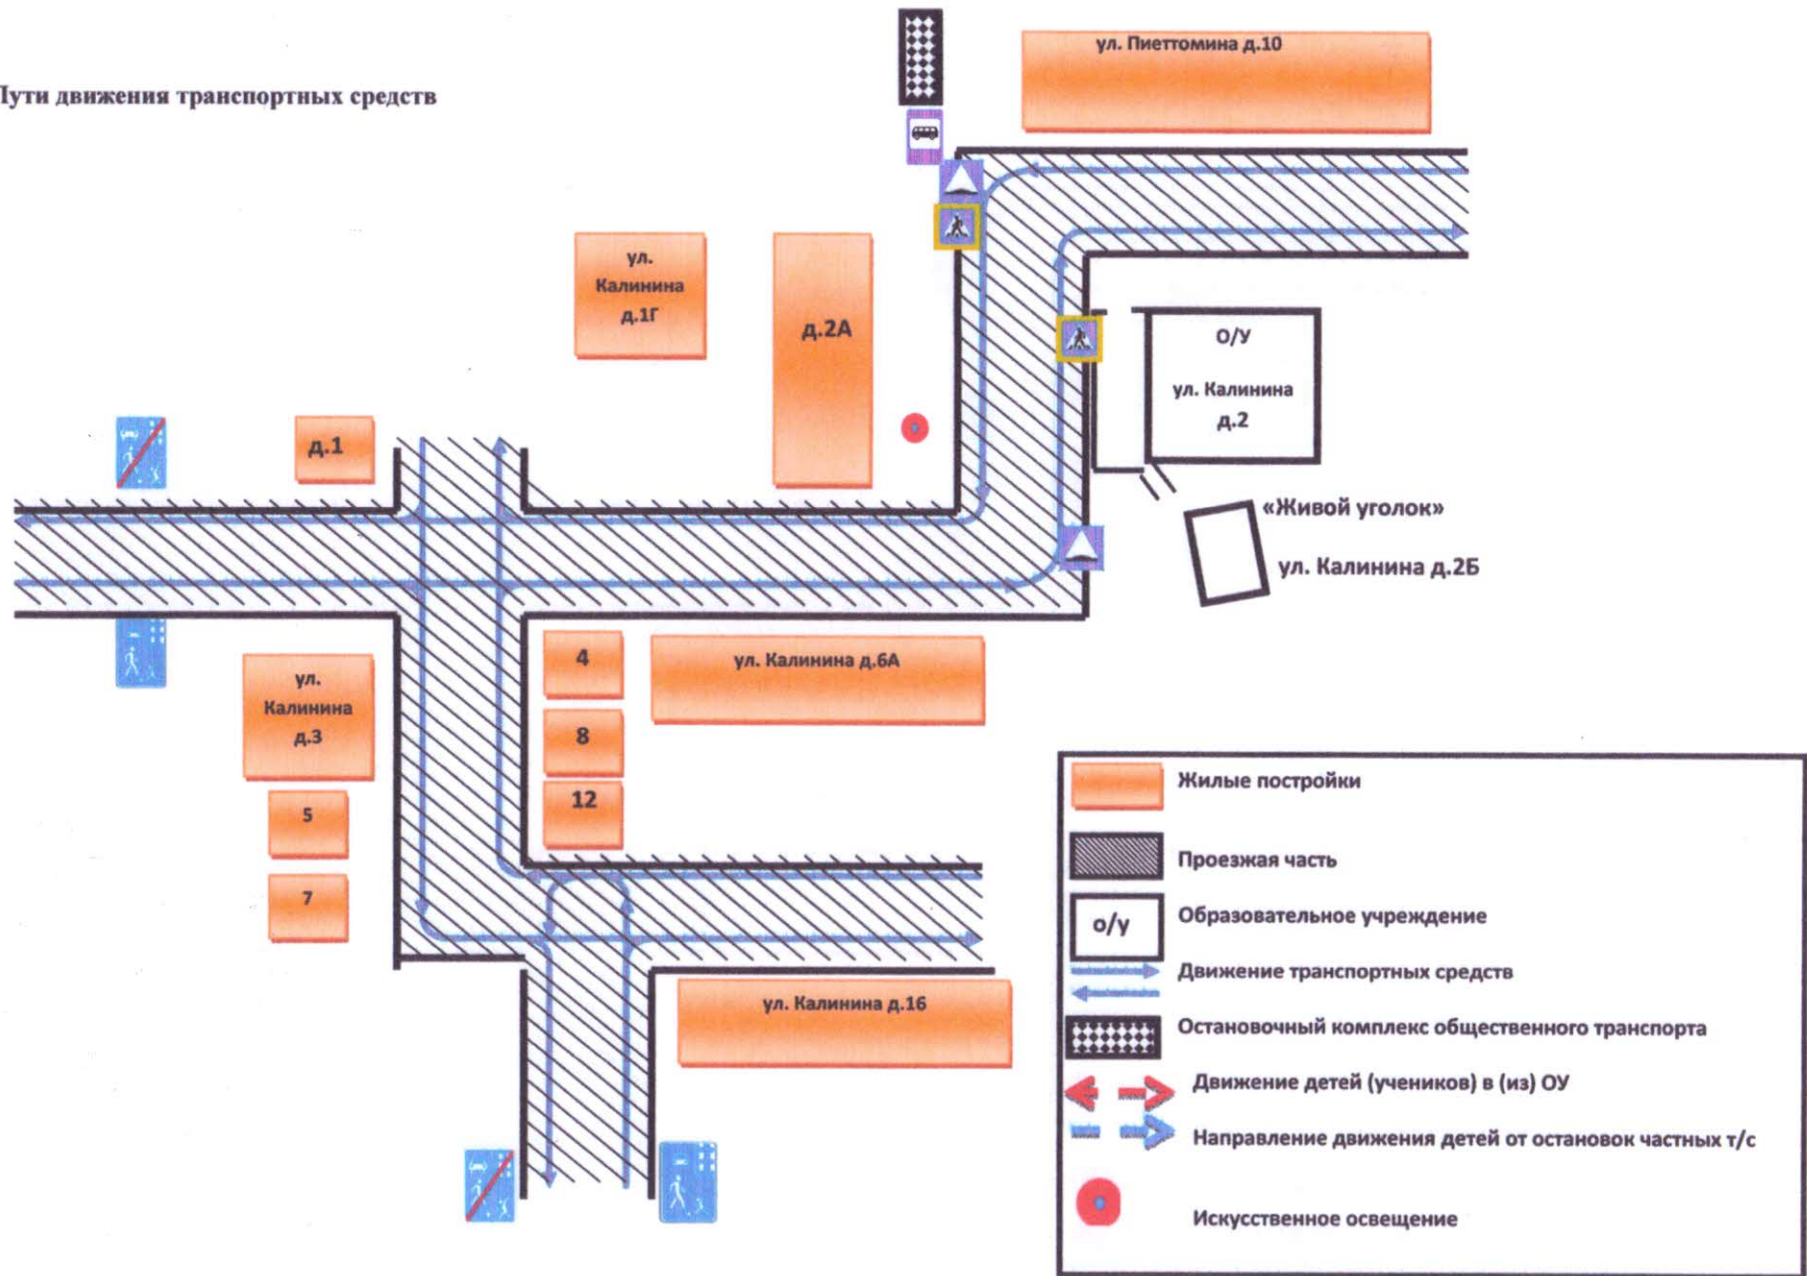 Пути движения транспортных средств
ул. Пиеттомина д.10
ул.
Калинина
д.1Г
д.2А
О/У
ул. Калинина
д.2
д.1
«Живой уголок»
ул. Калинина д.2Б
ул.
Калинина
д.3
4
ул. Калинина д.6А
8
5
12
7
ул. Калинина д.16
Жилые постройки
Проезжая часть
о/у
Образовательное учреждение
Движение транспортных средств
Остановочный комплекс общественного транспорта
Движение детей (учеников) в (из) ОУ
Направление движения детей от остановок частных т/с
Искусственное освещение